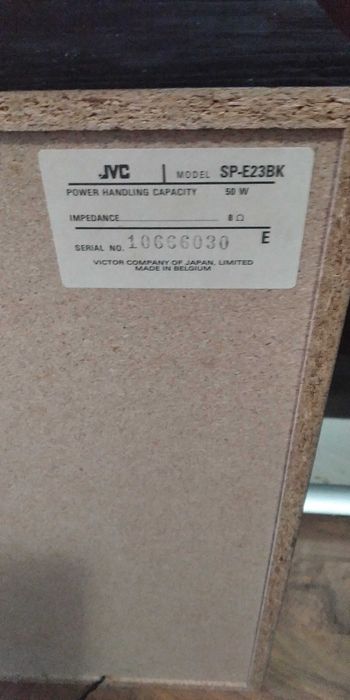 JVC MODEL SP-E23BK
POWER HANDLING CAPACITY 50 W
IMPEDANCE 8 Ω
SERIAL NO. 10666030 E
VICTOR COMPANY OF JAPAN, LIMITED
MADE IN BELGIUM